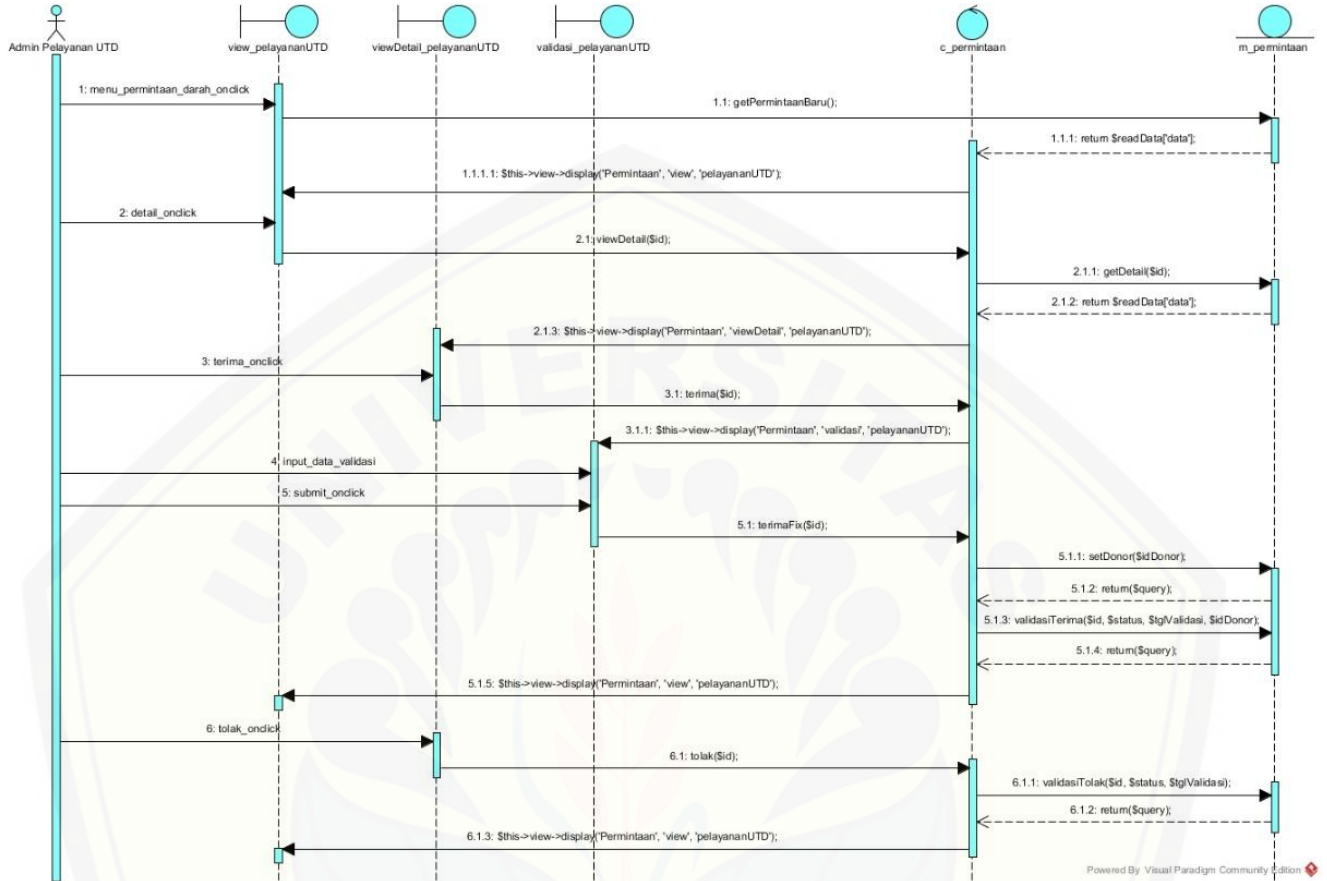 Admin Pelayanan UTD
view_pelayananUTD
viewDetail_pelayananUTD
validasi_pelayananUTD
c_permintaan
m_permintaan
1: menu_permintaan_darah_onclick
1.1: getPermintaanBaru();
1.1.1: return $readData['data'];
1.1.1.1: $this->view->display('Permintaan', 'view', 'pelayananUTD');
2: detail_onclick
2.1: viewDetail($id);
2.1.1: getDetail($id);
2.1.2: return $readData['data'];
2.1.3: $this->view->display('Permintaan', 'viewDetail', 'pelayananUTD');
3: terima_onclick
3.1: terima($id);
3.1.1: $this->view->display('Permintaan', 'validasi', 'pelayananUTD');
4: input_data_validasi
5: submit_onclick
5.1: terimaFix($id);
5.1.1: setDonor($idDonor);
5.1.2: return($query);
5.1.3: validasiTerima($id, $status, $tglValidasi, $idDonor);
5.1.4: return($query);
5.1.5: $this->view->display('Permintaan', 'view', 'pelayananUTD');
6: tolak_onclick
6.1: tolak($id);
6.1.1: validasiTolak($id, $status, $tglValidasi);
6.1.2: return($query);
6.1.3: $this->view->display('Permintaan', 'view', 'pelayananUTD');
UNIVERSITAS
Powered By Visual Paradigm Community Edition